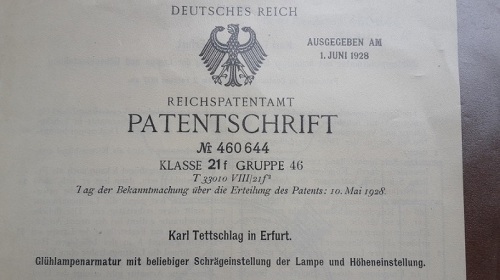 DEUTSCHES REICH
AUSGEGEBEN AM
1. JUNI 1928
REICHSPATENTAMT
PATENTSCHRIFT
№ 460 644
KLASSE 21f GRUPPE 46
T 33010 VIII/21f²
Tag der Bekanntmachung über die Erteilung des Patents: 10. Mai 1928.
Karl Tettschlag in Erfurt.
Glühlampenarmatur mit beliebiger Schrägeinstellung der Lampe und Höheneinstellung.